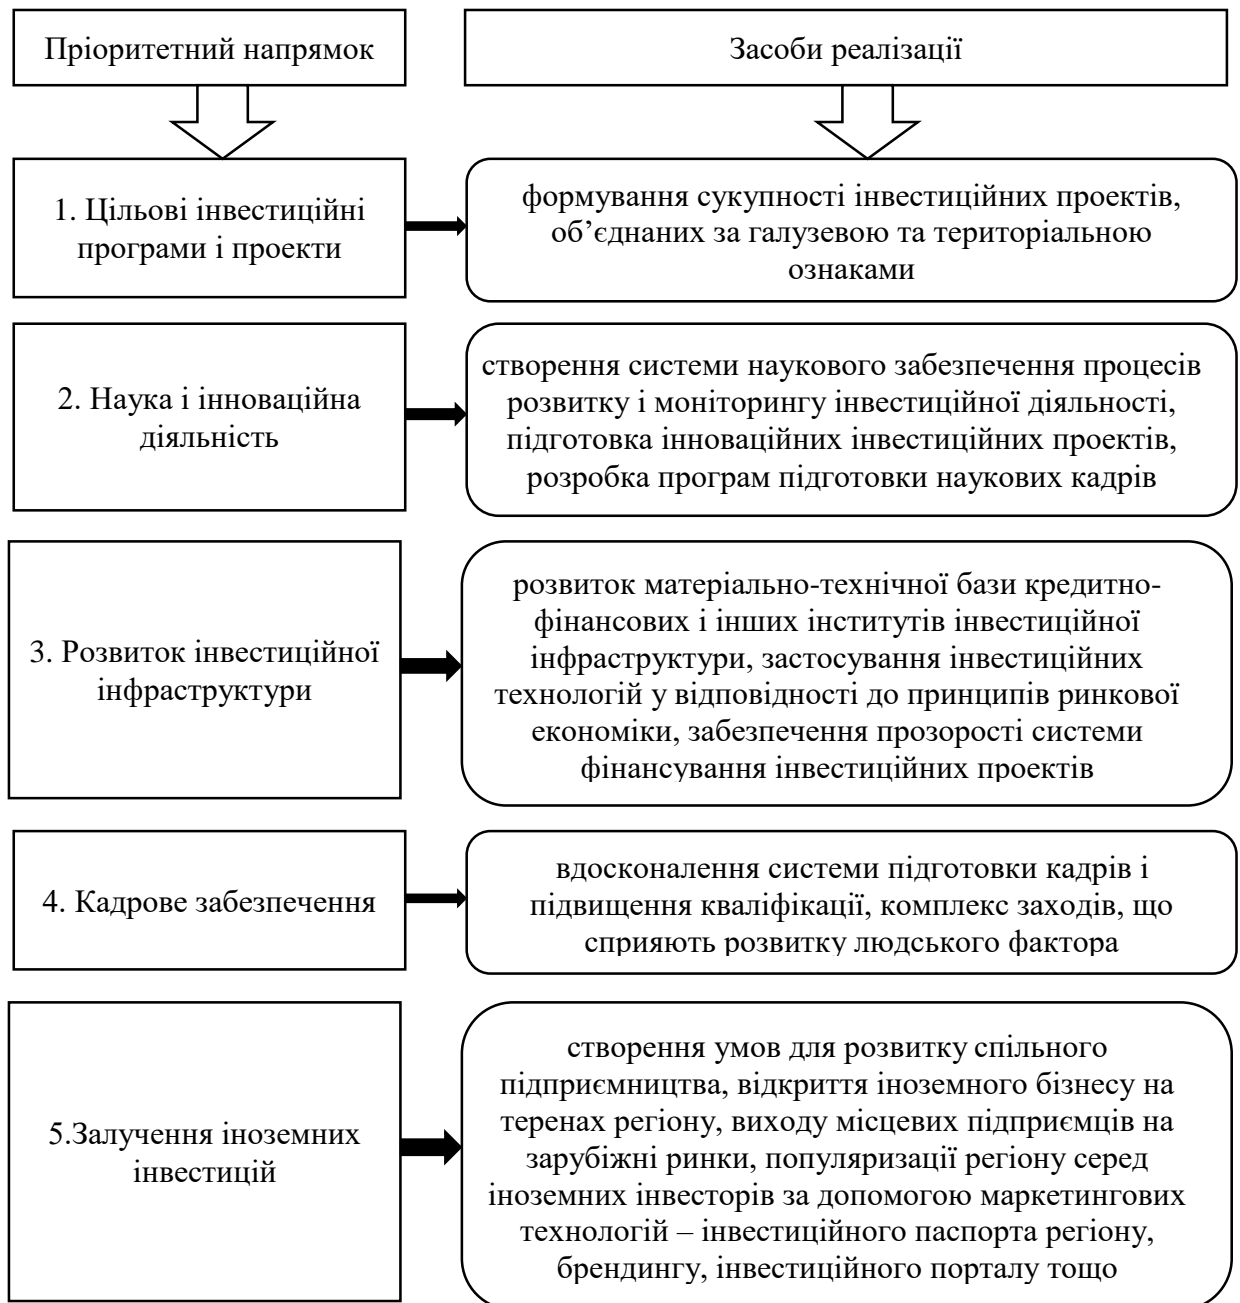 Пріоритетний напрямок
Засоби реалізації
1. Цільові інвестиційні
програми і проекти
формування сукупності інвестиційних проектів,
об’єднаних за галузевою та територіальною
ознаками
2. Наука і інноваційна
діяльність
створення системи наукового забезпечення процесів
розвитку і моніторингу інвестиційної діяльності,
підготовка інноваційних інвестиційних проектів,
розробка програм підготовки наукових кадрів
3. Розвиток інвестиційної
інфраструктури
розвиток матеріально-технічної бази кредитно-
фінансових і інших інститутів інвестиційної
інфраструктури, застосування інвестиційних
технологій у відповідності до принципів ринкової
економіки, забезпечення прозорості системи
фінансування інвестиційних проектів
4. Кадрове забезпечення
вдосконалення системи підготовки кадрів і
підвищення кваліфікації, комплекс заходів, що
сприяють розвитку людського фактора
5.Залучення іноземних
інвестицій
створення умов для розвитку спільного
підприємництва, відкриття іноземного бізнесу на
теренах регіону, виходу місцевих підприємців на
зарубіжні ринки, популяризації регіону серед
іноземних інвесторів за допомогою маркетингових
технологій – інвестиційного паспорта регіону,
брендингу, інвестиційного порталу тощо